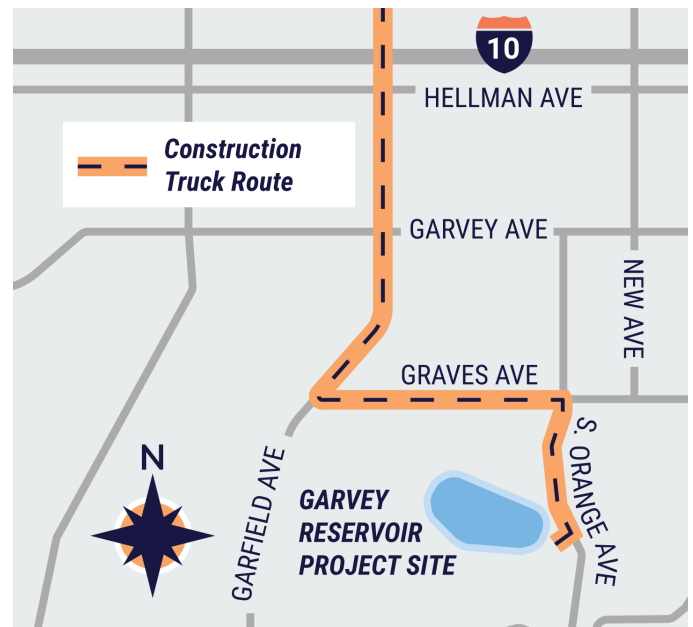 10
HELLMAN AVE
Construction
Truck Route
GARVEY AVE
NEW AVE
GRAVES AVE
S. ORANGE AVE
N
GARFIELD AVE
GARVEY
RESERVOIR
PROJECT SITE